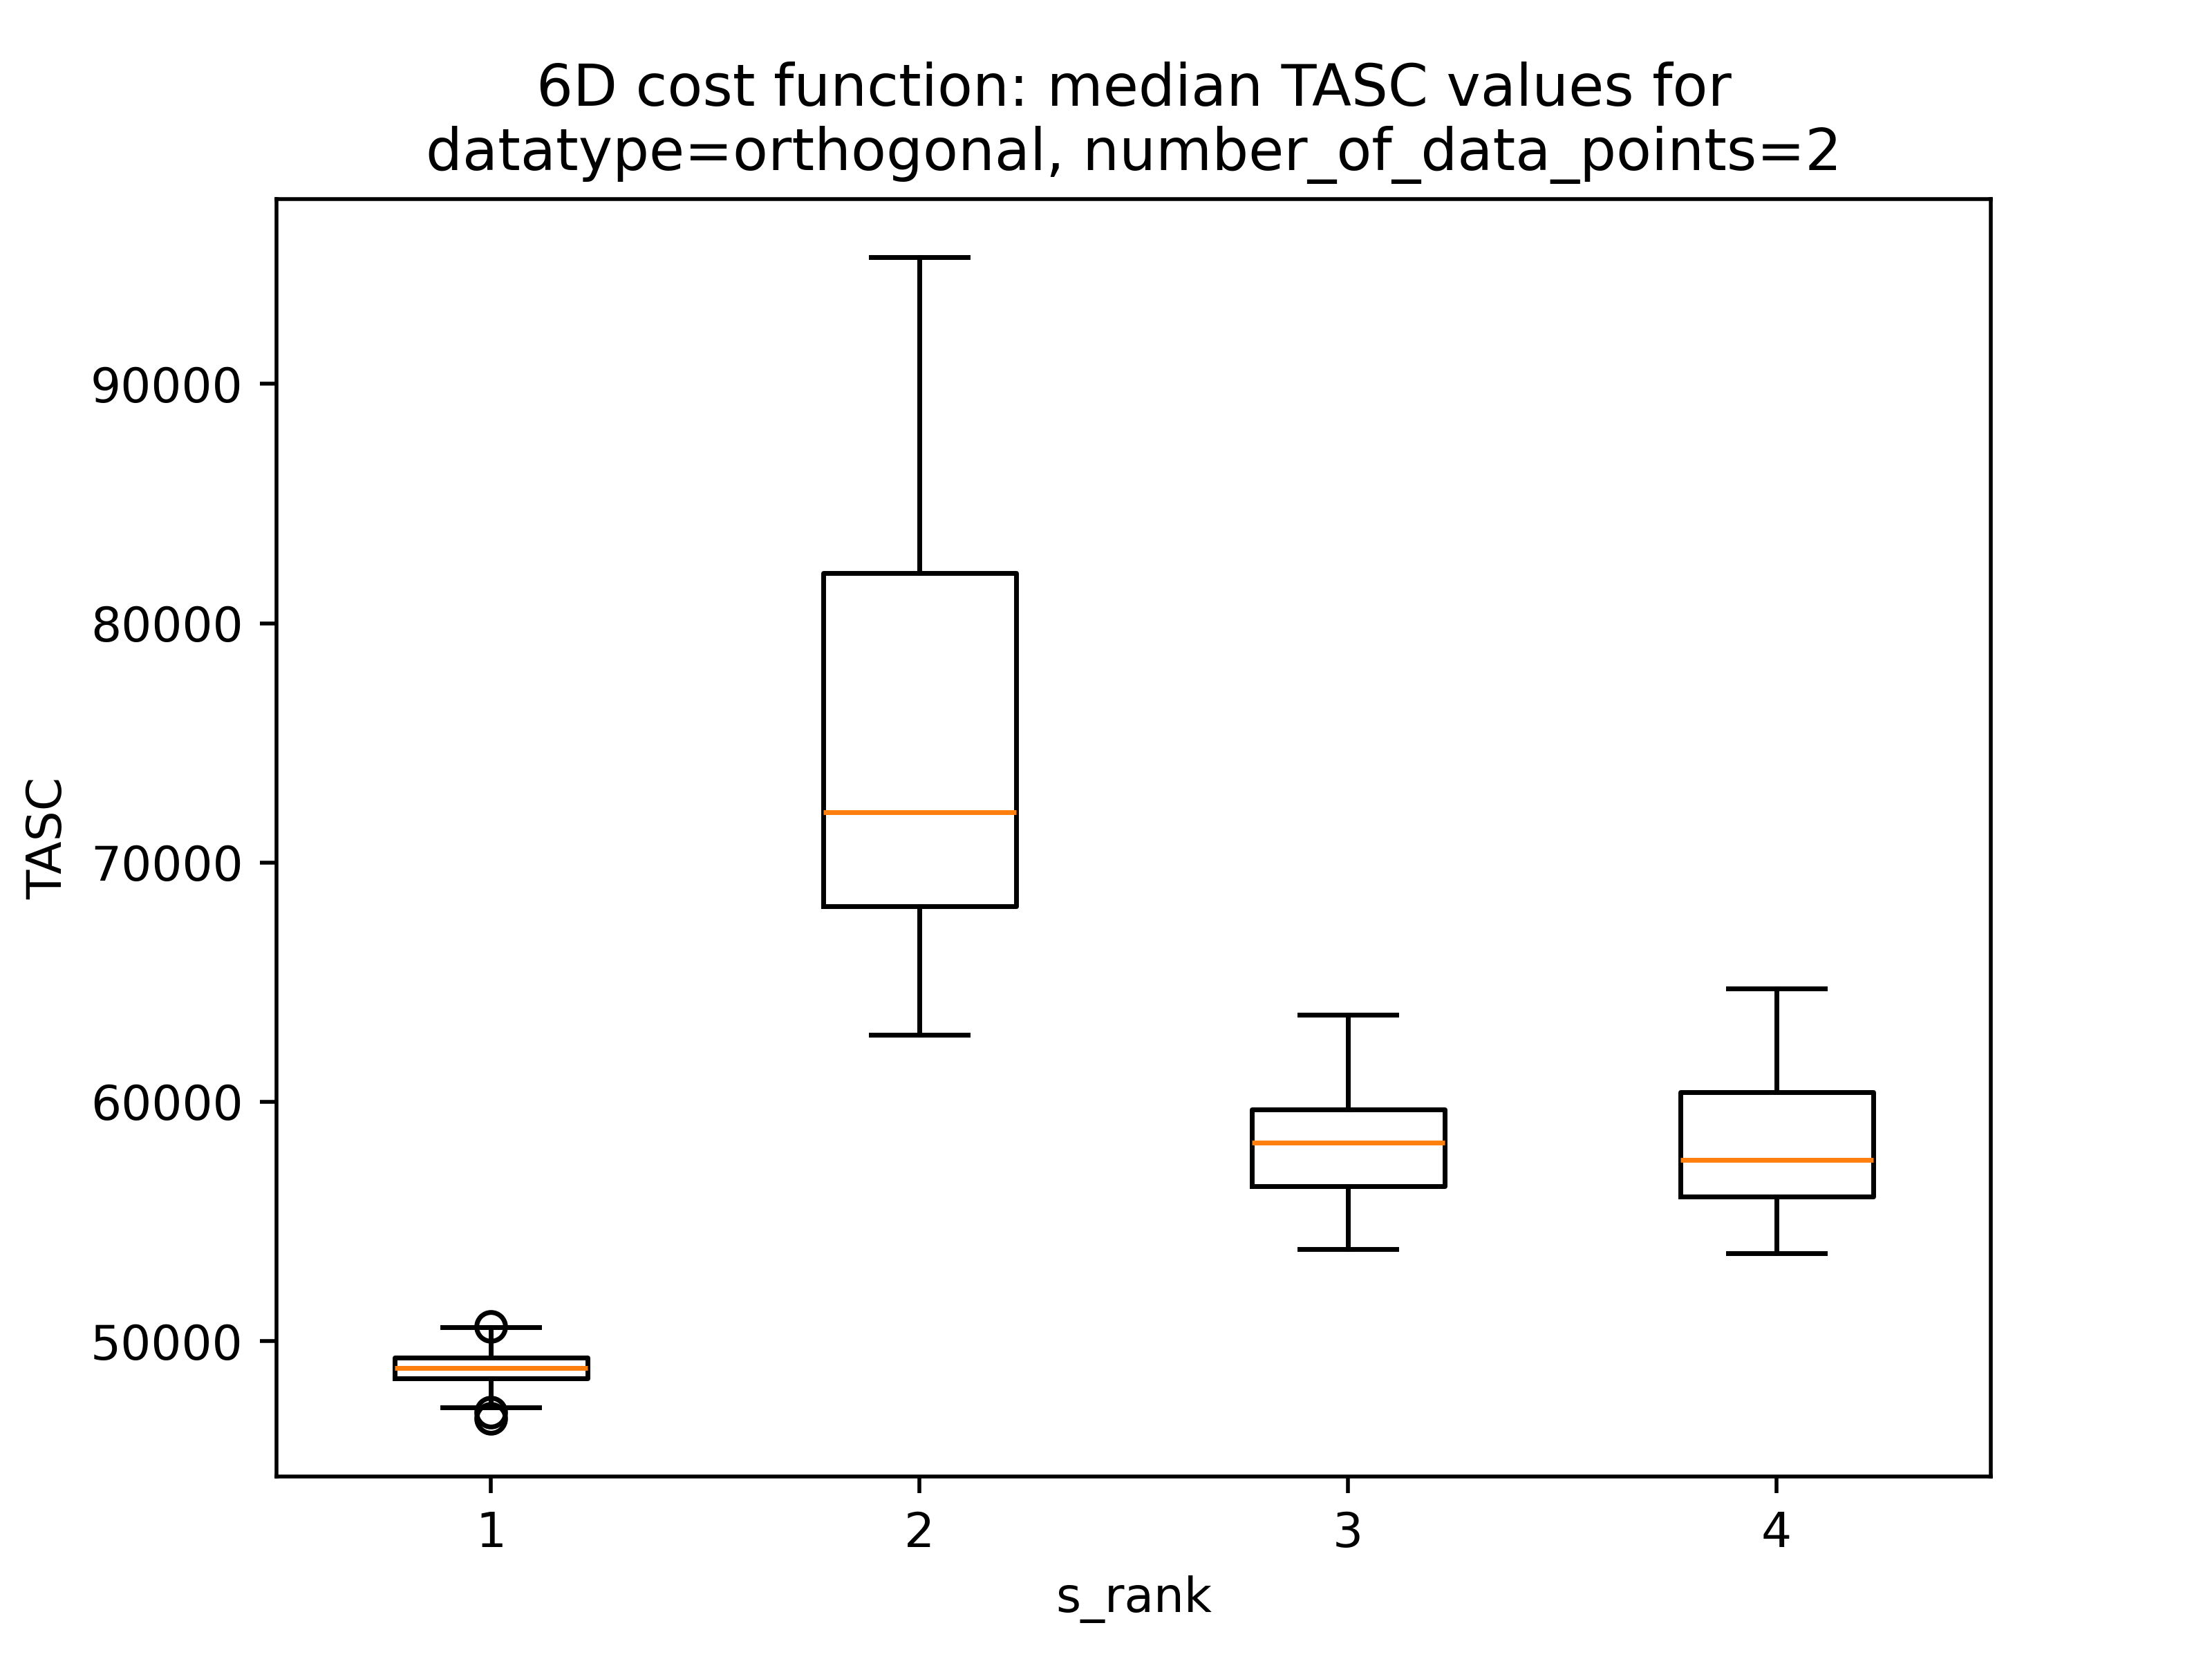 6D cost function: median TASC values for
datatype=orthogonal, number_of_data_points=2
TASC
90000
80000
70000
60000
50000
1 2 3 4
s_rank